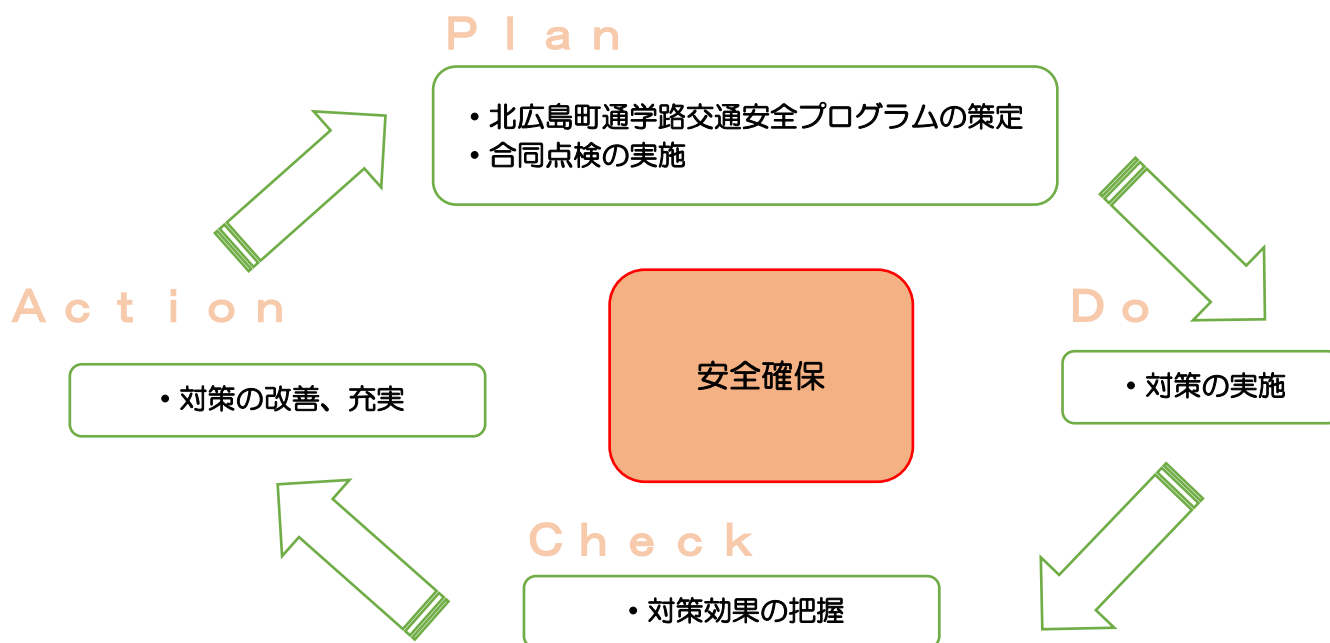 Ｐｌａｎ
・北広島町通学路交通安全プログラムの策定
・合同点検の実施
Ａｃｔｉｏｎ
Ｄｏ
安全確保
・対策の改善、充実
・対策の実施
Ｃｈｅｃｋ
・対策効果の把握